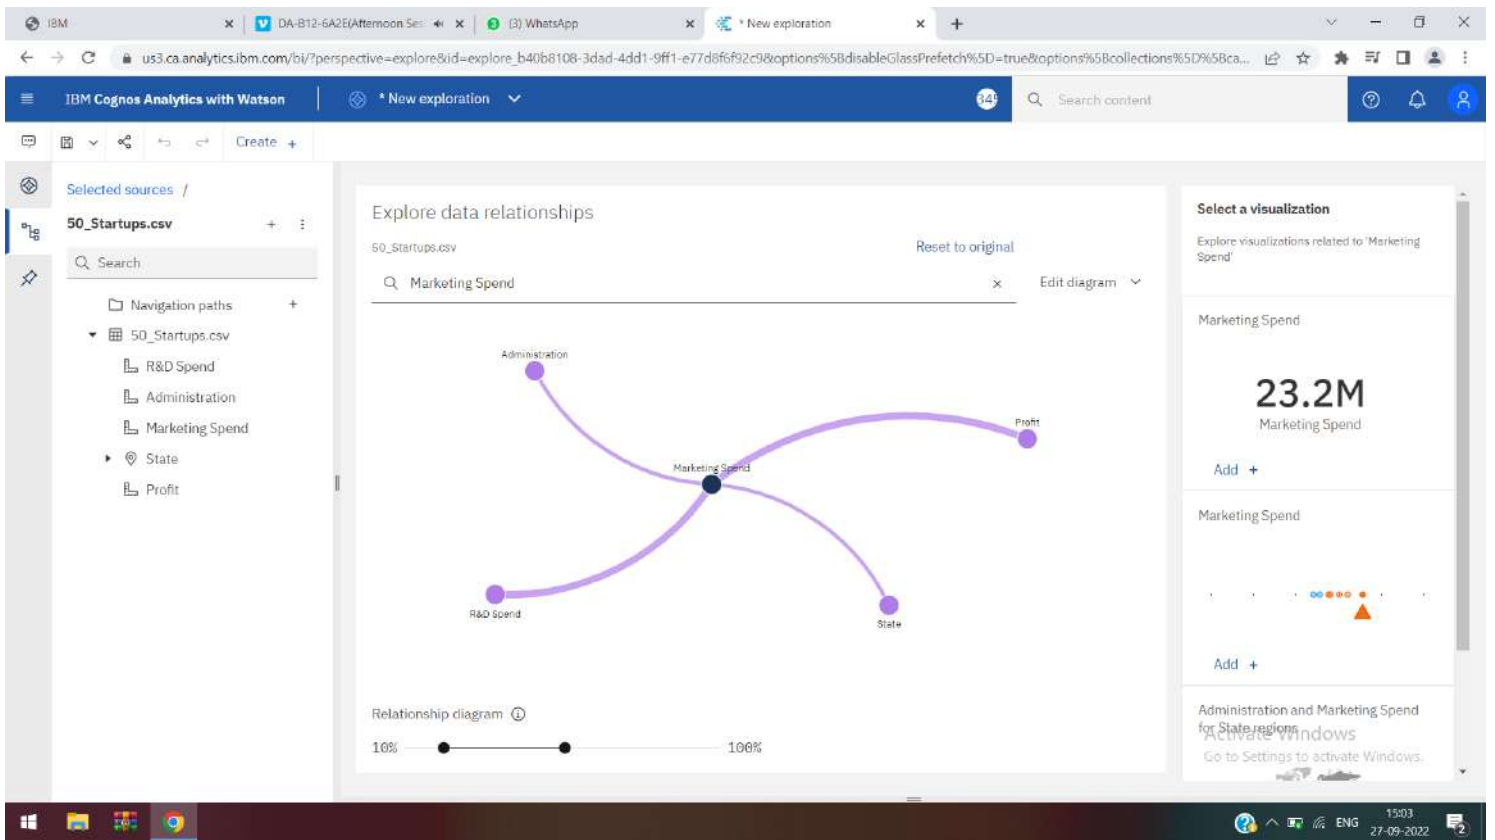 IBM
DA-B12-6A2E(Afternoon Ses
(3) WhatsApp
* New exploration
us3.ca.analytics.ibm.com/bi/?perspective=explore&id=explore_b40b8108-3dad-4dd1-9ff1-e77d8f6f92c9&options%5BdisableGlassPrefetch%5D=true&options%5Bcollections%5D%5Bca...
IBM Cognos Analytics with Watson
* New exploration
Search content
Create +
Selected sources /
50_Startups.csv
Search
Navigation paths
50_Startups.csv
R&D Spend
Administration
Marketing Spend
State
Profit
Explore data relationships
50_Startups.csv
Reset to original
Marketing Spend
Edit diagram
Administration
Profit
Marketing Spend
R&D Spend
State
Relationship diagram
10%
100%
Select a visualization
Explore visualizations related to 'Marketing
Spend'
Marketing Spend
23.2M
Marketing Spend
Add +
Marketing Spend
Add +
Administration and Marketing Spend
for State regions
Activate Windows
Go to Settings to activate Windows.
ENG
15:03
27-09-2022
2